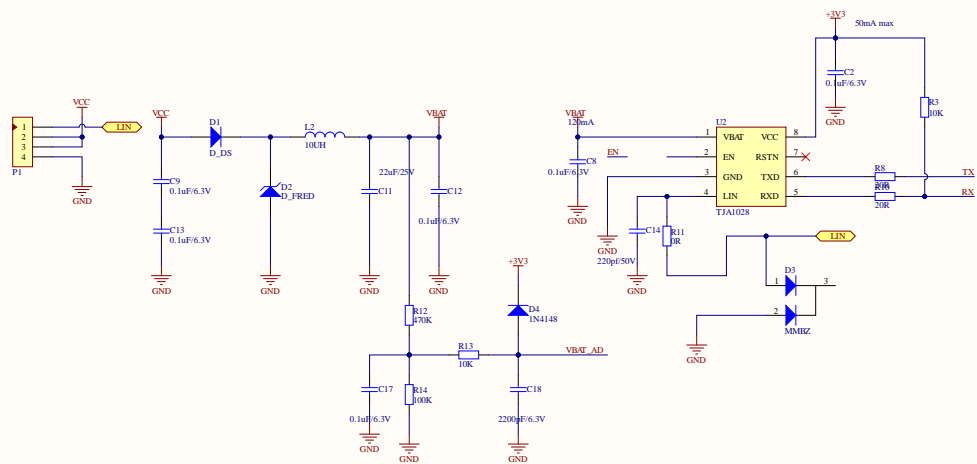 +3V3
50mA max
C2
0.1uF/6.3V
GND
R3
10K
VCC
1
2
3
4
P1
LIN
GND
VCC
D1
D_DS
L2
10UH
VBAT
C9
0.1uF/6.3V
C13
0.1uF/6.3V
GND
D2
D_FRED
GND
22uF/25V
C11
GND
C12
0.1uF/6.3V
GND
VBAT
120mA
C8
0.1uF/6.3V
GND
EN
U2
1
VBAT
VCC
8
2
EN
RSTN
7
3
GND
TXD
6
4
LIN
RXD
5
TJA1028
R8
TX
20R
RX
GND
C14
220pf/50V
GND
R11
0R
LIN
D3
1
3
2
MMBZ
GND
+3V3
D4
1N4148
R12
470K
R13
10K
VBAT_AD
C17
0.1uF/6.3V
GND
R14
100K
GND
C18
2200pF/6.3V
GND